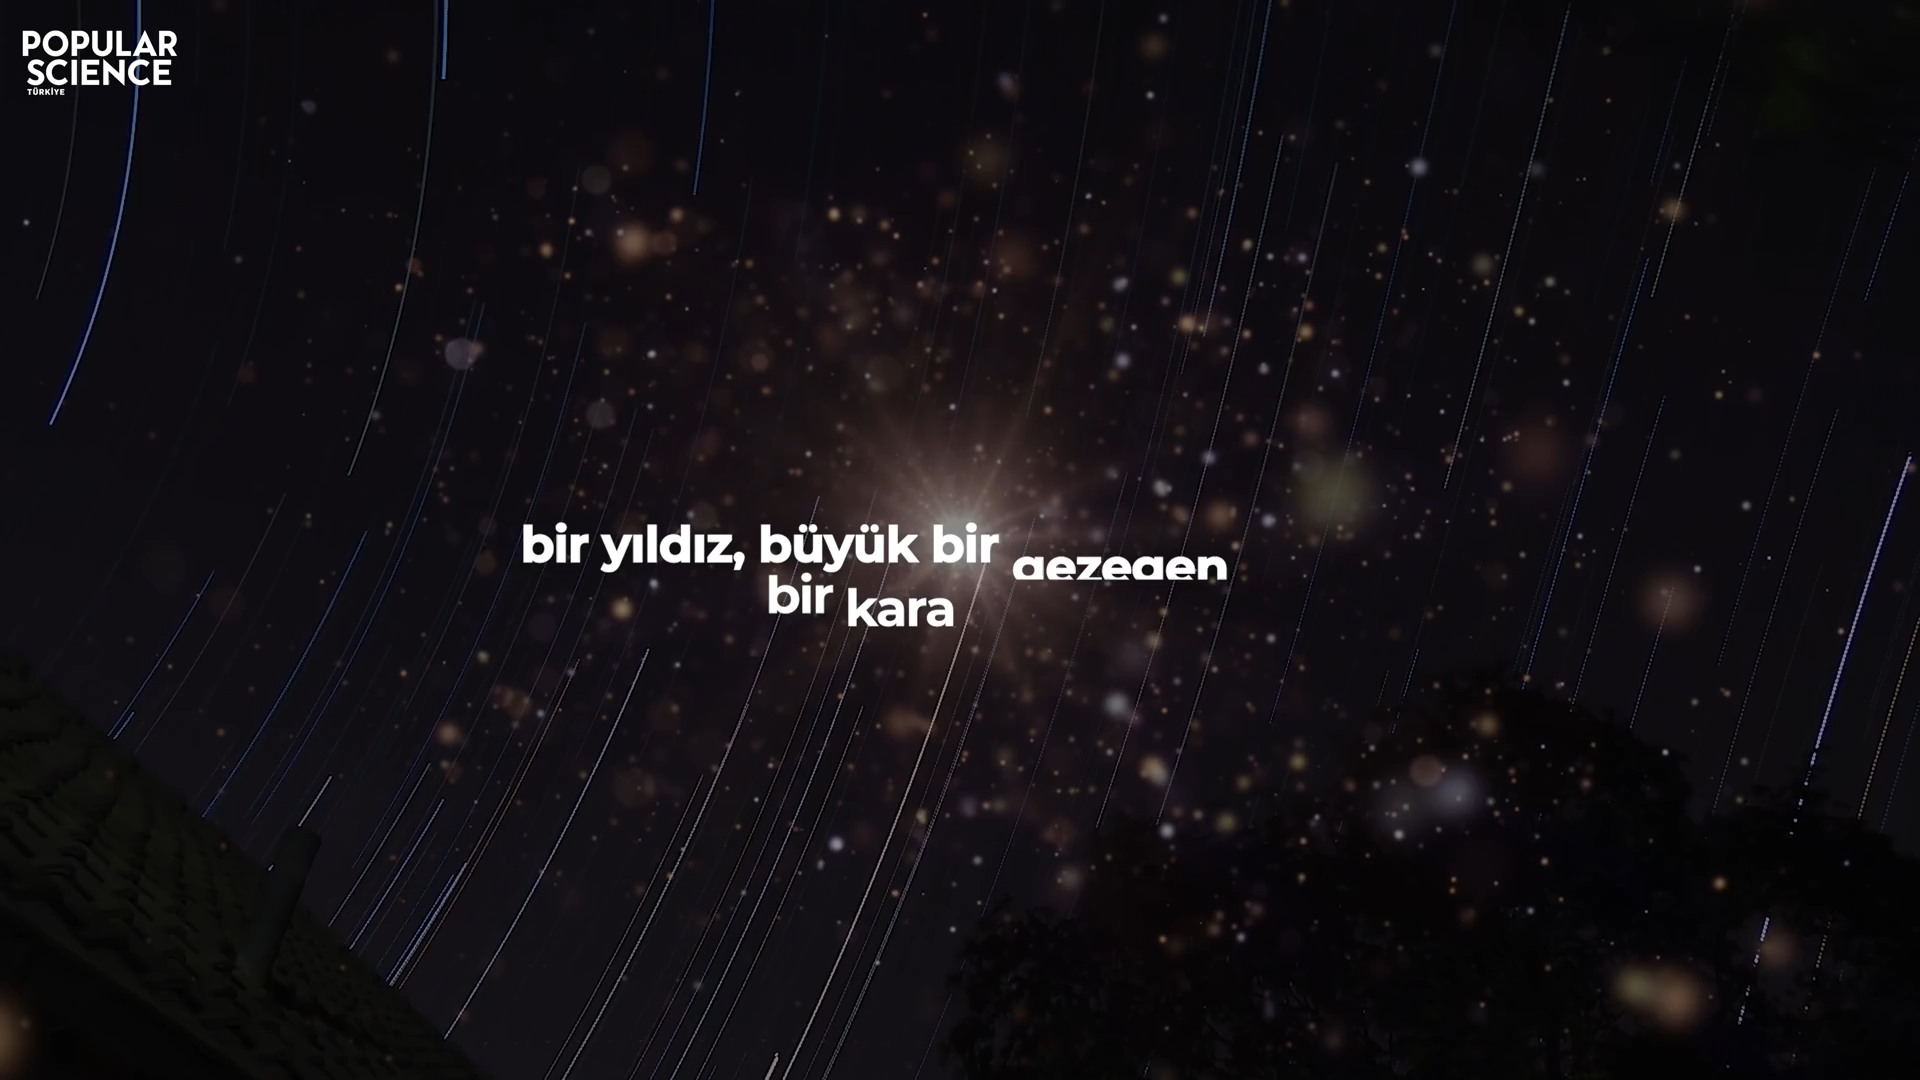 POPULAR
SCIENCE
TÜRKİYE
bir yıldız, büyük bir gezegen
bir kara